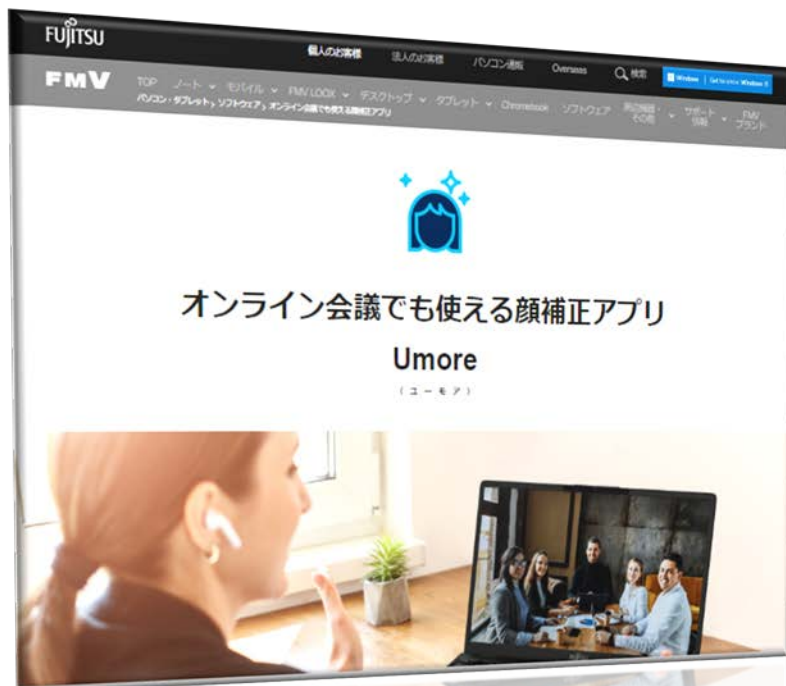 FUJITSU
個人のお客様 法人のお客様 パソコン通販 Overseas 検索 Windows
FMV TOP ノート モバイル FMV LOOX デスクトップ タブレット Chromebook ソフトウェア 周辺機器・その他 サポート情報 FMVブランド
パソコン・タブレット ソフトウェア オンライン会議でも使える顔補正アプリ
オンライン会議でも使える顔補正アプリ
Umore
(ユーモア)